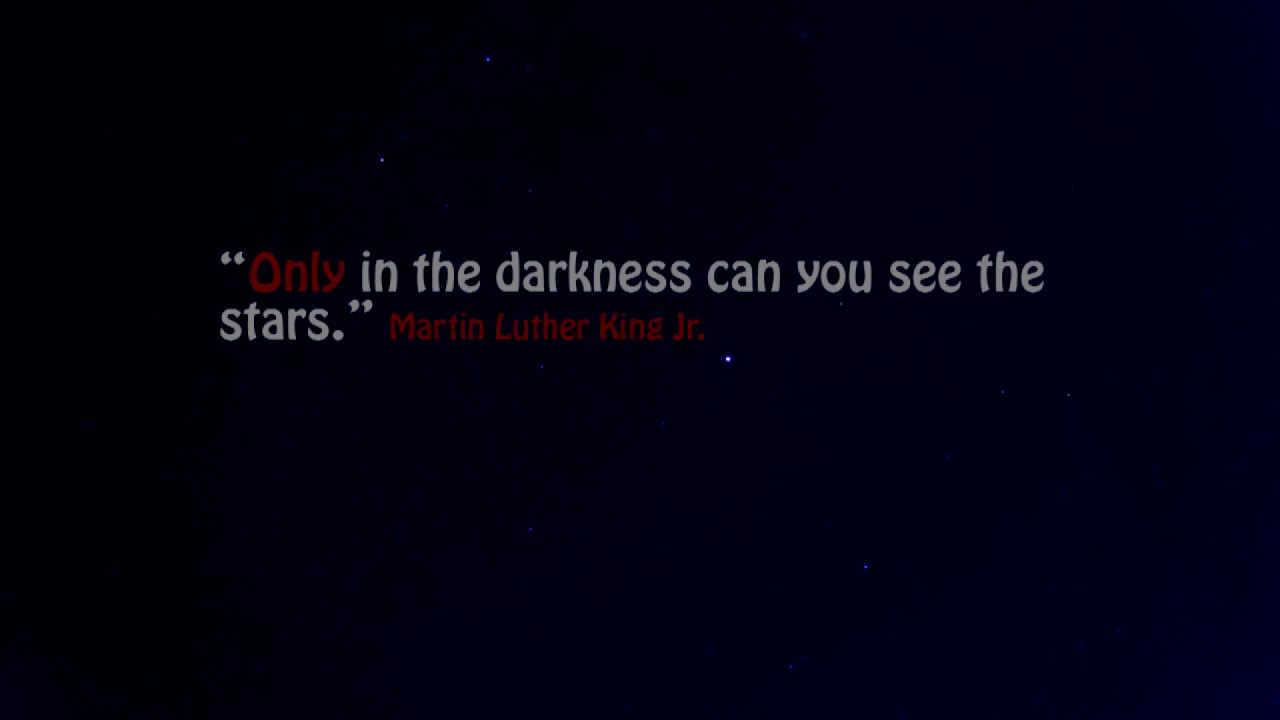 “Only in the darkness can you see the
stars.” Martin Luther King Jr.